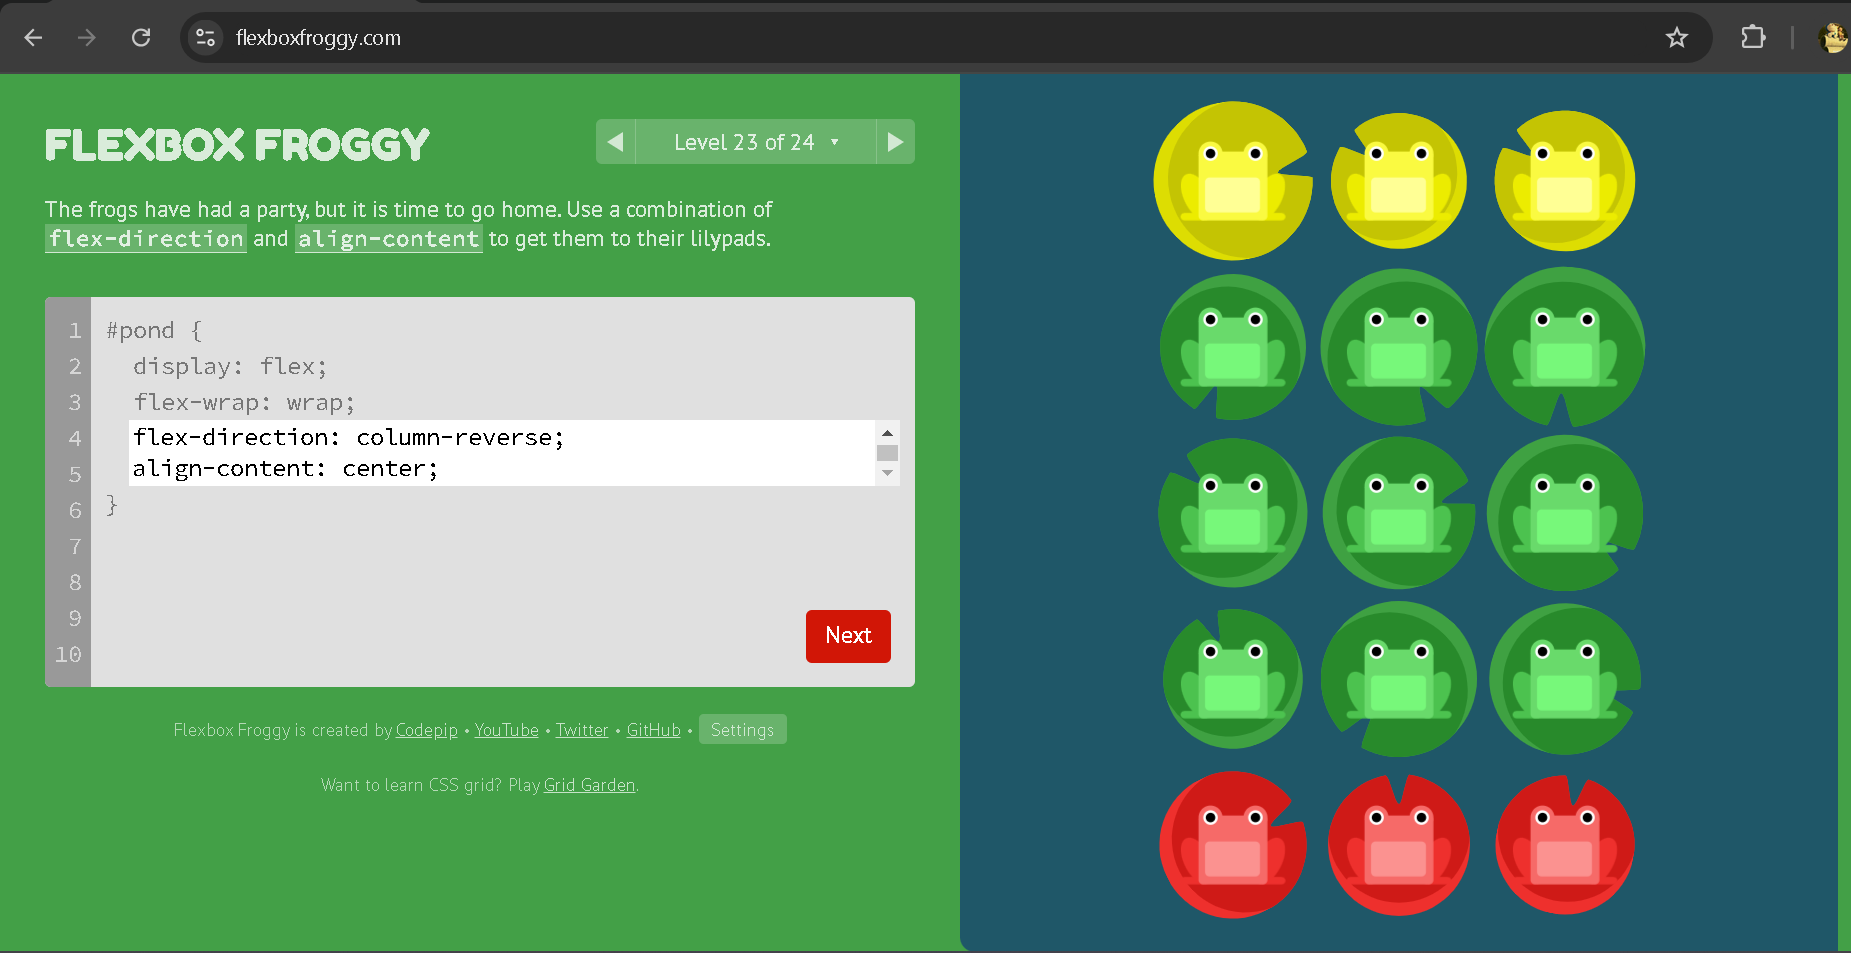 flexboxfroggy.com
FLEXBOX FROGGY
Level 23 of 24
The frogs have had a party, but it is time to go home. Use a combination of
flex-direction and align-content to get them to their lilypads.
1 #pond {
2 display: flex;
3 flex-wrap: wrap;
4 flex-direction: column-reverse;
5 align-content: center;
6 }
7
8
9
10
Next
Flexbox Froggy is created by Codepip • YouTube • Twitter • GitHub • Settings
Want to learn CSS grid? Play Grid Garden.